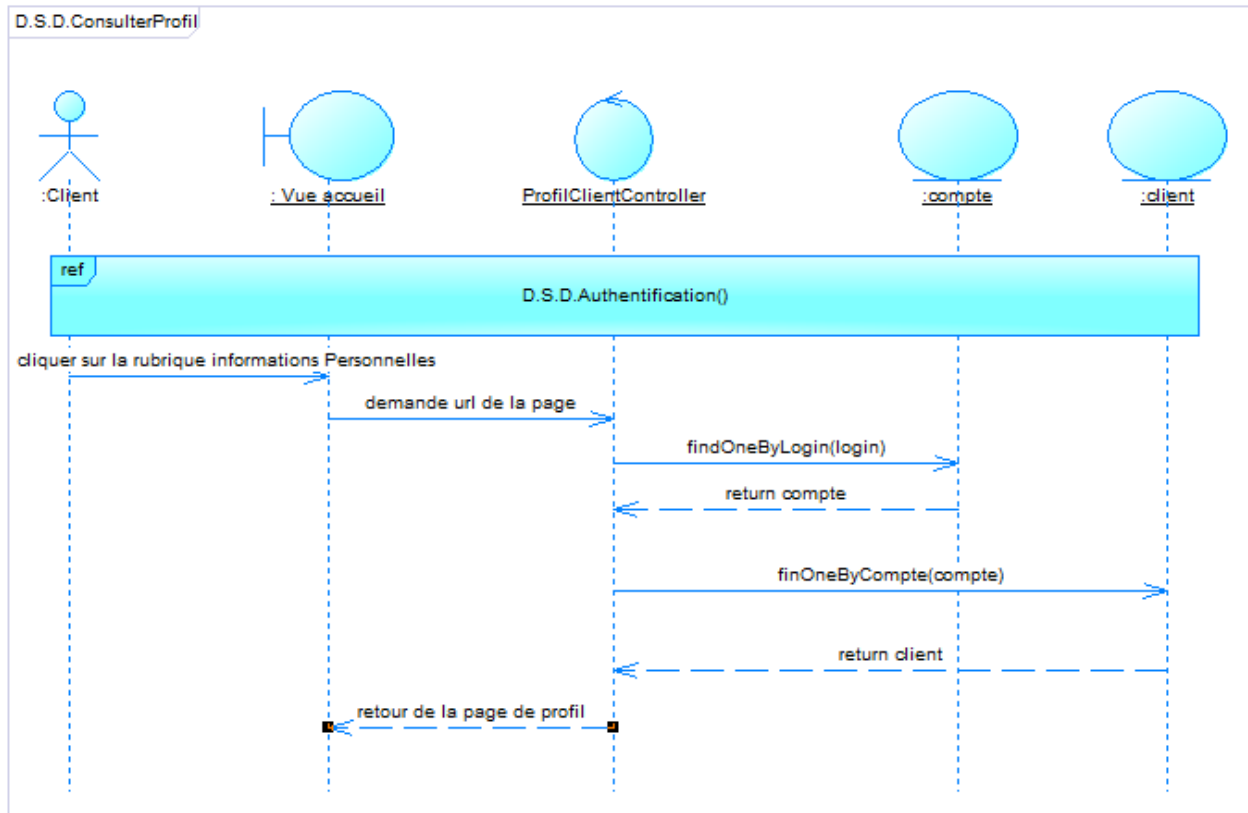 D.S.D.ConsulterProfil
:Client
: Vue accueil
ProfilClientController
:compte
:client
ref
D.S.D.Authentification()
cliquer sur la rubrique informations Personnelles
demande url de la page
findOneByLogin(login)
return compte
finOneByCompte(compte)
return client
retour de la page de profil